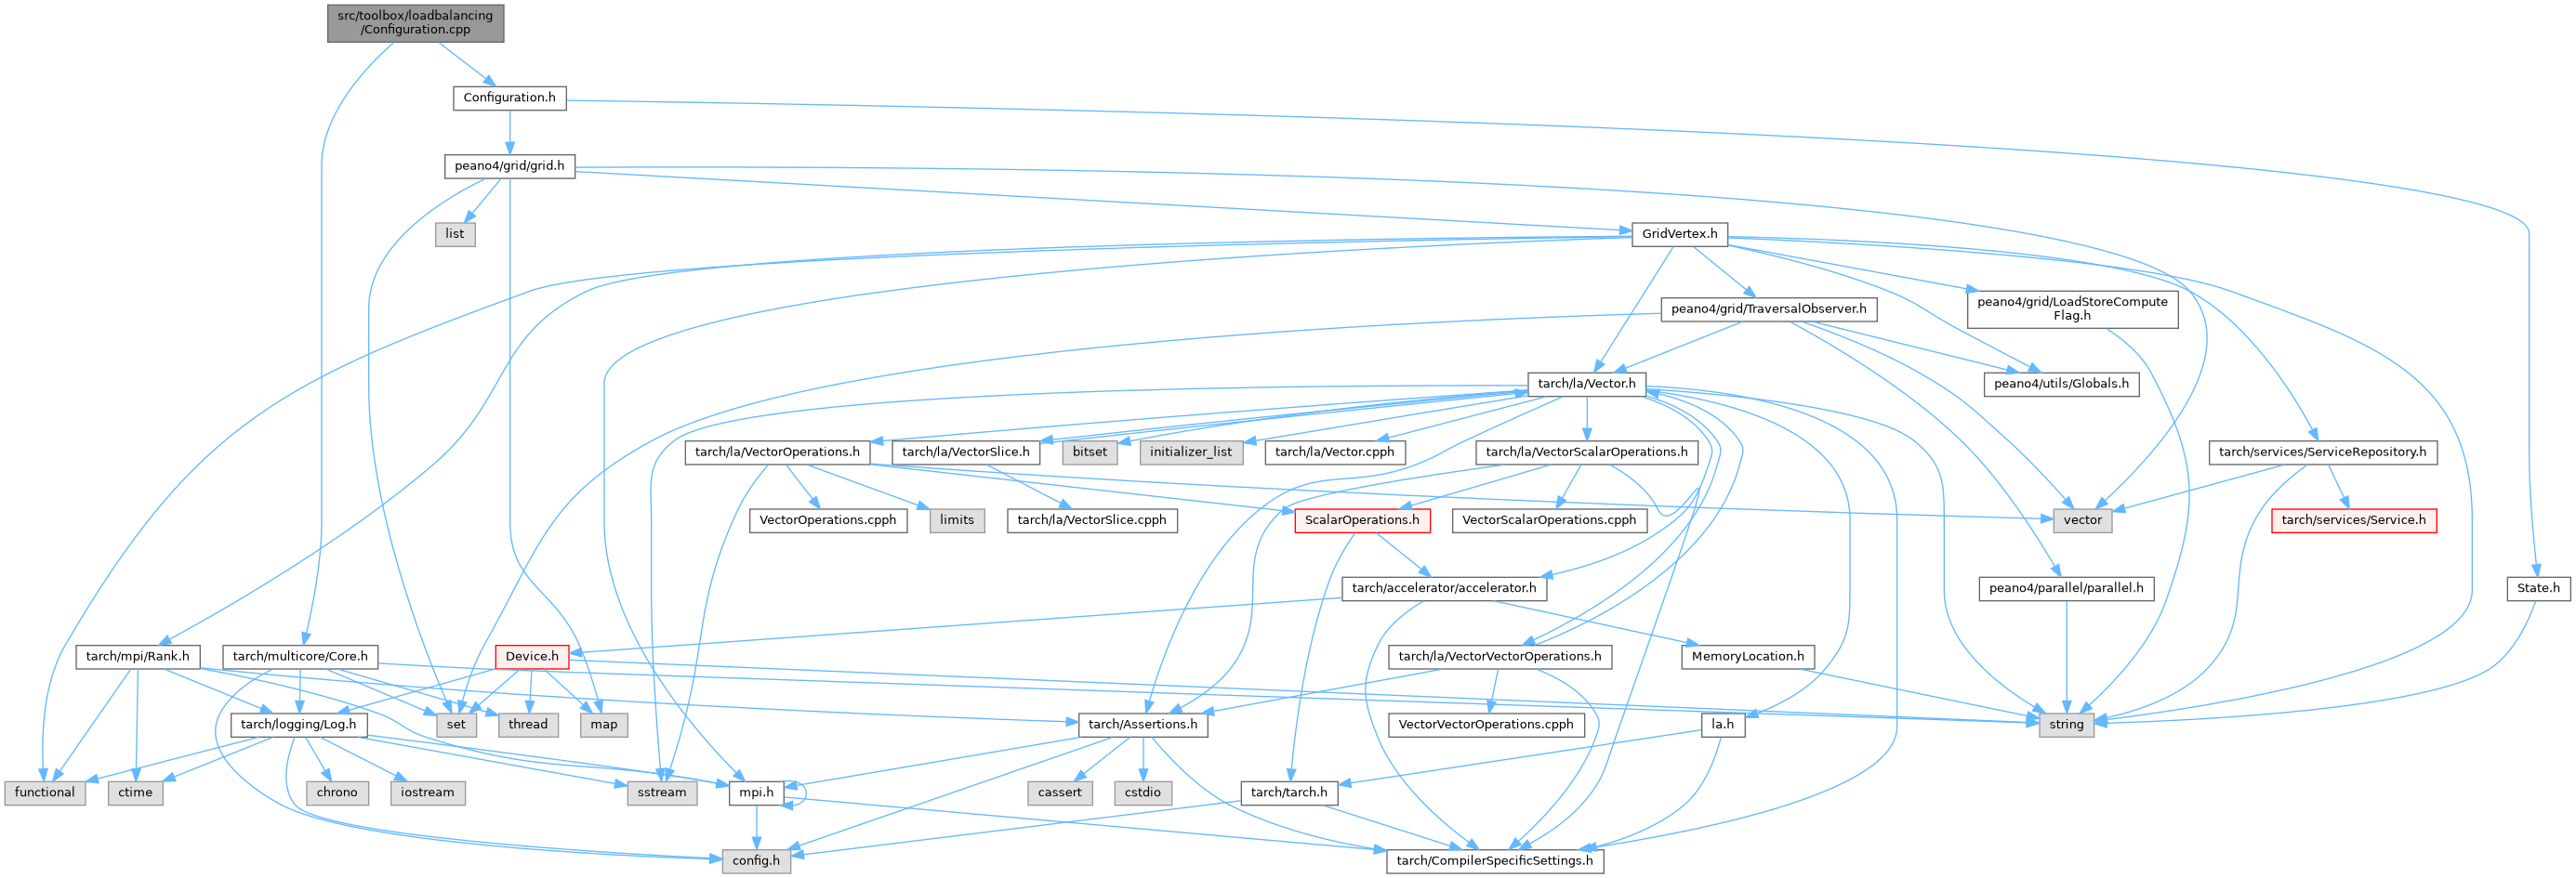 src/toolbox/loadbalancing
/Configuration.cpp
Configuration.h
peano4/grid/grid.h
list
GridVertex.h
peano4/grid/TraversalObserver.h
peano4/grid/LoadStoreCompute
Flag.h
tarch/la/Vector.h
peano4/utils/Globals.h
tarch/la/VectorOperations.h
tarch/la/VectorSlice.h
bitset
initializer_list
tarch/la/Vector.cpph
tarch/la/VectorScalarOperations.h
tarch/services/ServiceRepository.h
VectorOperations.cpph
limits
tarch/la/VectorSlice.cpph
ScalarOperations.h
VectorScalarOperations.cpph
vector
tarch/services/Service.h
tarch/accelerator/accelerator.h
peano4/parallel/parallel.h
State.h
tarch/mpi/Rank.h
tarch/multicore/Core.h
Device.h
tarch/la/VectorVectorOperations.h
MemoryLocation.h
tarch/logging/Log.h
set
thread
map
tarch/Assertions.h
VectorVectorOperations.cpph
la.h
string
functional
ctime
chrono
iostream
sstream
mpi.h
cassert
cstdio
tarch/tarch.h
config.h
tarch/CompilerSpecificSettings.h